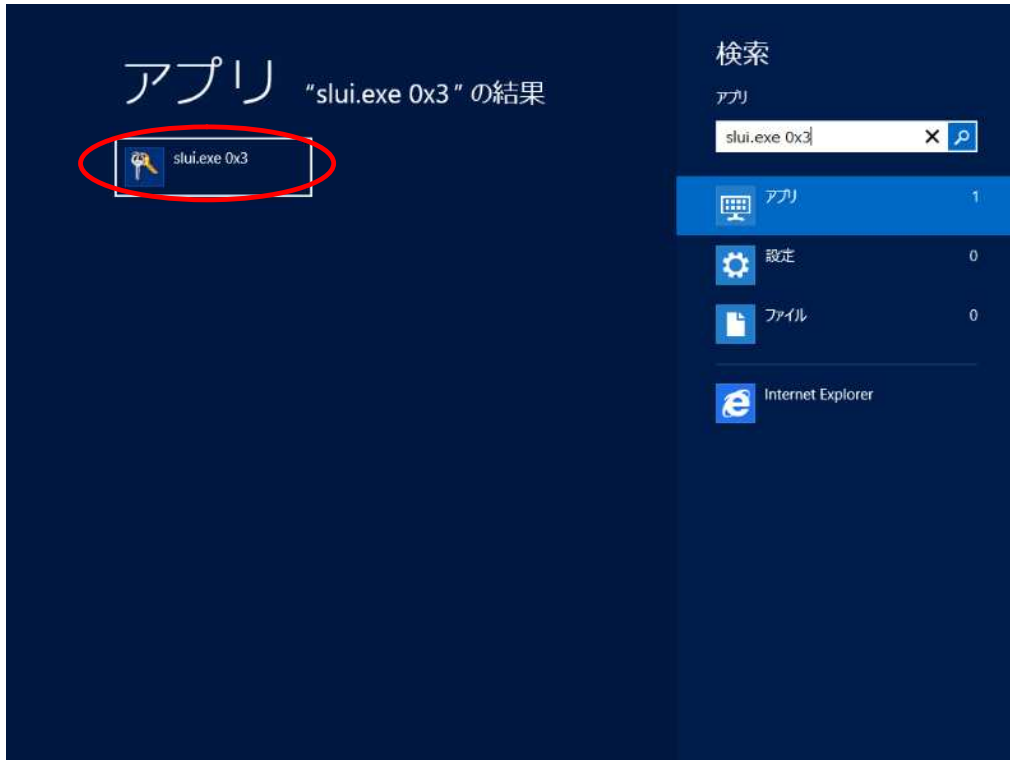 アプリ "slui.exe 0x3" の結果
slui.exe 0x3
検索
アプリ
slui.exe 0x3
アプリ 1
設定 0
ファイル 0
Internet Explorer